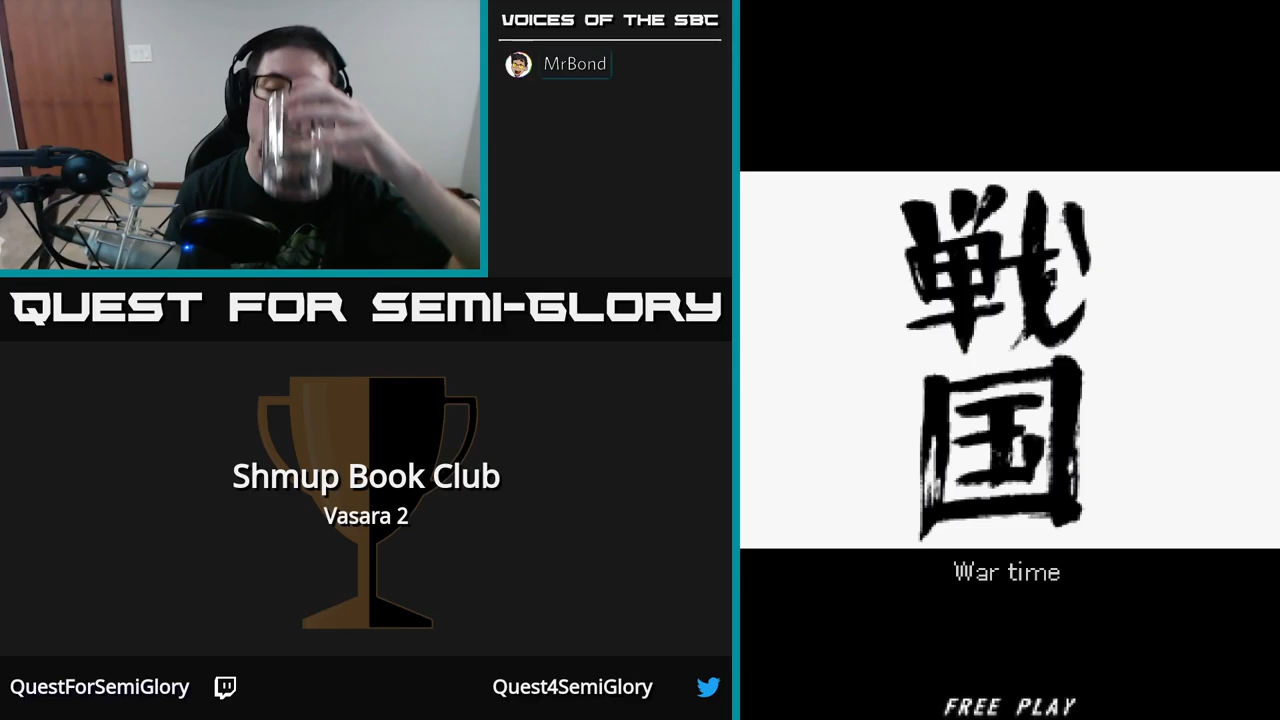 VOICES OF THE SBC
MrBond
QUEST FOR SEMI-GLORY
Shmup Book Club
Vasara 2
QuestForSemiGlory
Quest4SemiGlory
戦
国
War time
FREE PLAY